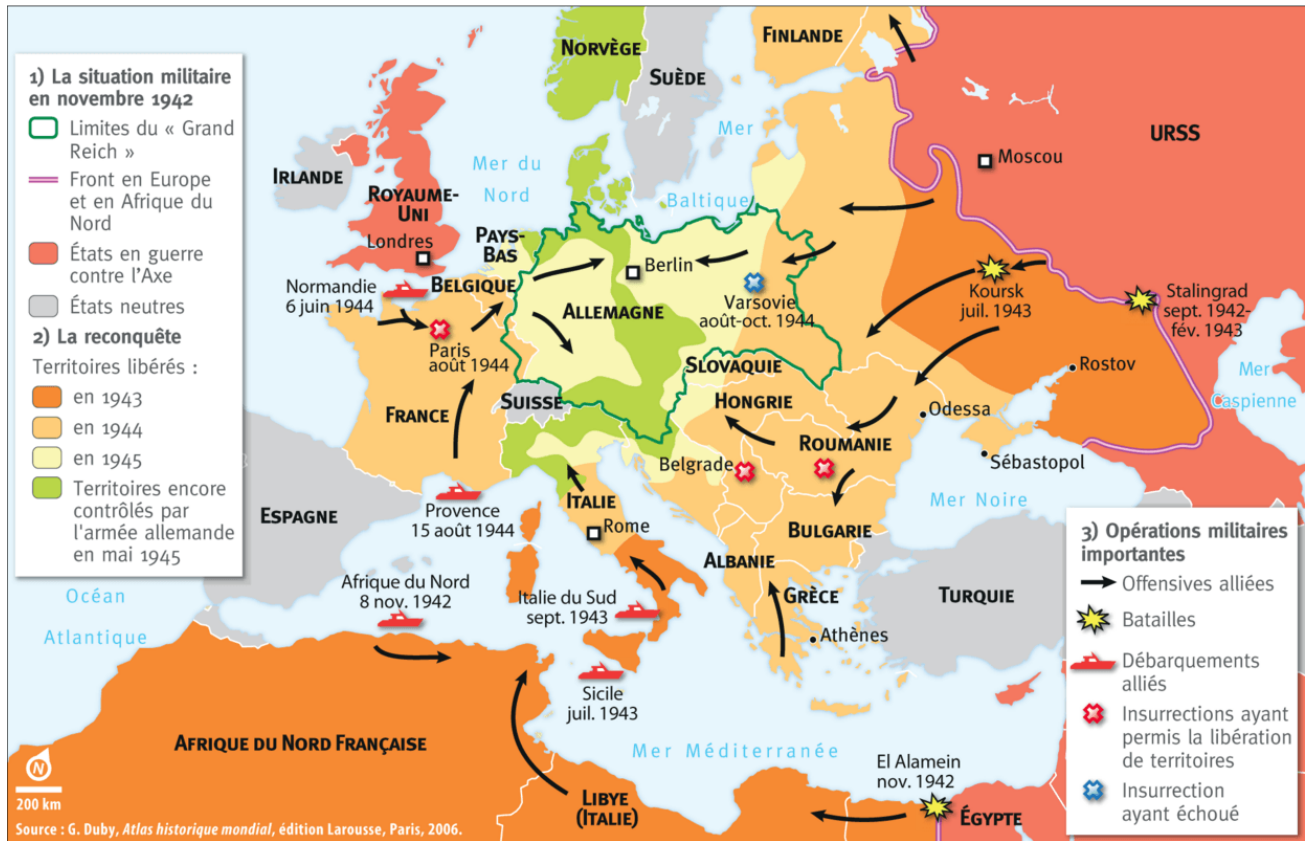 1) La situation militaire
en novembre 1942
Limites du « Grand
Reich »
Front en Europe
et en Afrique du
Nord
États en guerre
contre l'Axe
États neutres
2) La reconquête
Territoires libérés :
en 1943
en 1944
en 1945
Territoires encore
contrôlés par
l'armée allemande
en mai 1945
NORVÈGE
SUÈDE
FINLANDE
URSS
Moscou
IRLANDE
ROYAUME-
UNI
Londres
Mer du
Nord
Mer
Baltique
PAYS-
BAS
BELGIQUE
Normandie
6 juin 1944
Paris
août 1944
FRANCE
ALLEMAGNE
Berlin
Varsovie
août-oct. 1944
Koursk
juil. 1943
Stalingrad
sept. 1942-
fév. 1943
Rostov
Mer
Caspienne
SLOVAQUIE
HONGRIE
SUISSE
ROUMANIE
Odessa
Sébastopol
Belgrade
Mer Noire
BULGARIE
ITALIE
Rome
ALBANIE
GRÈCE
Athènes
TURQUIE
ESPAGNE
Provence
15 août 1944
Océan
Atlantique
Afrique du Nord
8 nov. 1942
Italie du Sud
sept. 1943
Sicile
juil. 1943
Mer Méditerranée
AFRIQUE DU NORD FRANÇAISE
LIBYE
(ITALIE)
El Alamein
nov. 1942
ÉGYPTE
3) Opérations militaires
importantes
Offensives alliées
Batailles
Débarquements
alliés
Insurrections ayant
permis la libération
de territoires
Insurrection
ayant échoué
N
200 km
Source : G. Duby, Atlas historique mondial, édition Larousse, Paris, 2006.